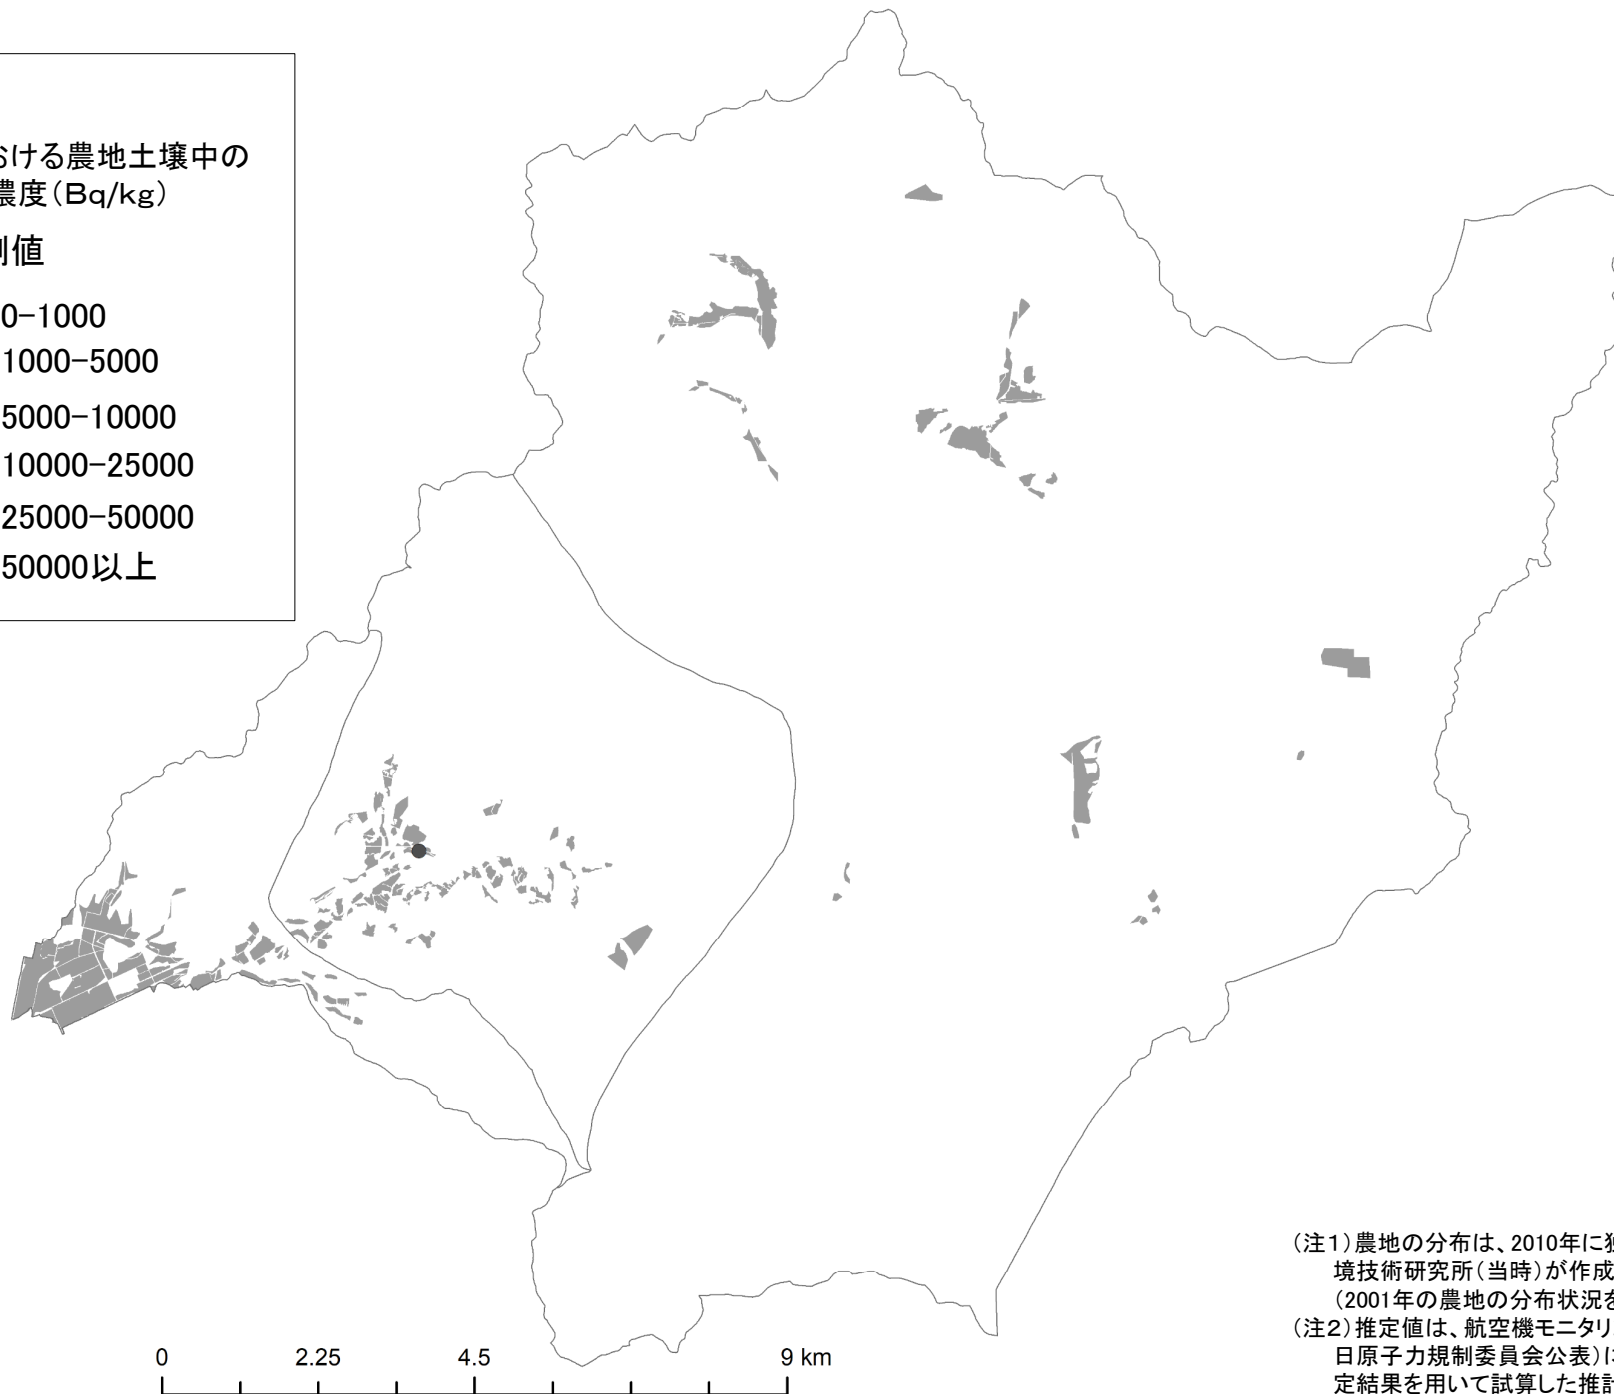 おける農地土壌中の
濃度（Bq/kg）
測値
0-1000
1000-5000
5000-10000
10000-25000
25000-50000
50000以上
0 2.25 4.5 9 km
（注１）農地の分布は、2010年に独
境技術研究所（当時）が作成
（2001年の農地の分布状況を
（注２）推定値は、航空機モニタリ
日原子力規制委員会公表）に
定結果を用いて試算した推計